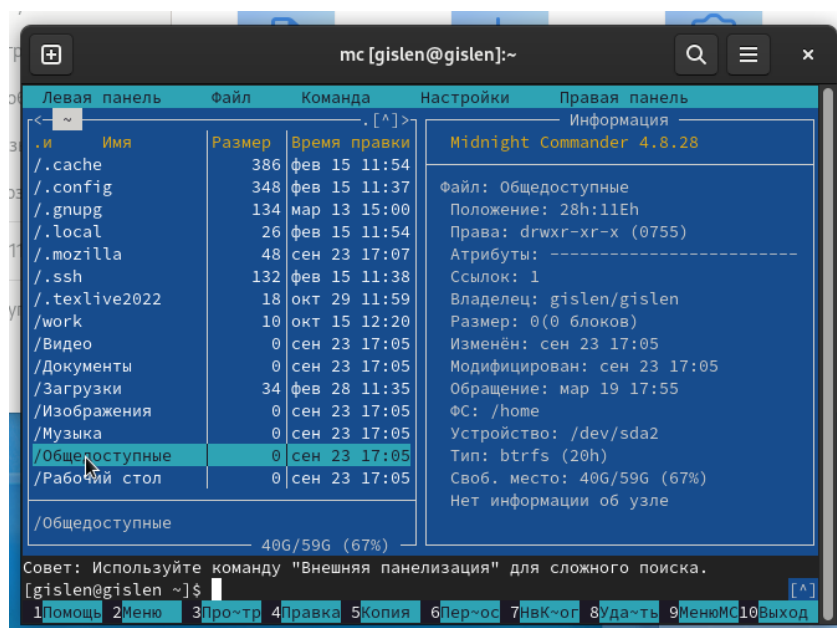 mc [gislen@gislen]:~
Левая панель Файл Команда Настройки Правая панель
<─ ~ .[^]>
.и Имя Размер Время правки
/.cache 386 фев 15 11:54
/.config 348 фев 15 11:37
/.gnupg 134 мар 13 15:00
/.local 26 фев 15 11:54
/.mozilla 48 сен 23 17:07
/.ssh 132 фев 15 11:38
/.texlive2022 18 окт 29 11:59
/work 10 окт 15 12:20
/Видео 0 сен 23 17:05
/Документы 0 сен 23 17:05
/Загрузки 34 фев 28 11:35
/Изображения 0 сен 23 17:05
/Музыка 0 сен 23 17:05
/Общедоступные 0 сен 23 17:05
/Рабочий стол 0 сен 23 17:05
/Общедоступные
40G/59G (67%)
Информация
Midnight Commander 4.8.28
Файл: Общедоступные
Положение: 28h:11Eh
Права: drwxr-xr-x (0755)
Атрибуты: -------------------------
Ссылок: 1
Владелец: gislen/gislen
Размер: 0(0 блоков)
Изменён: сен 23 17:05
Модифицирован: сен 23 17:05
Обращение: мар 19 17:55
ФС: /home
Устройство: /dev/sda2
Тип: btrfs (20h)
Своб. место: 40G/59G (67%)
Нет информации об узле
Совет: Используйте команду "Внешняя панелизация" для сложного поиска.
[gislen@gislen ~]$ [^]
1Помощь 2Меню 3Про~тр 4Правка 5Копия 6Пер~ос 7НвК~ог 8Уда~ть 9МенюMC 10Выход